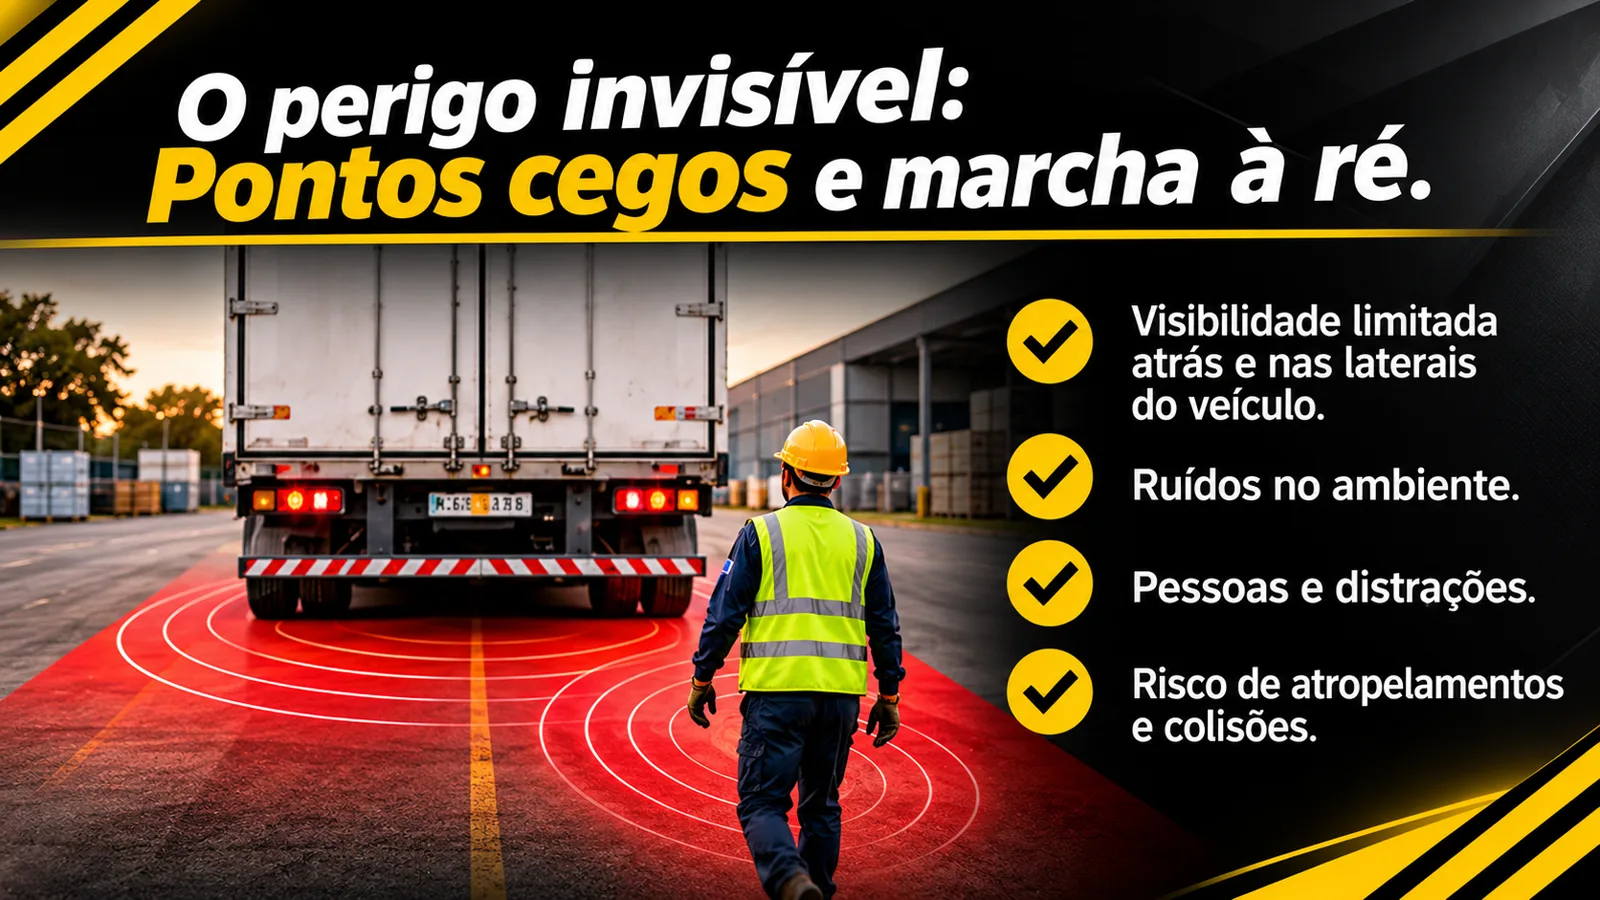 O perigo invisível:
Pontos cegos e marcha à ré.
Visibilidade limitada
atrás e nas laterais
do veículo.
Ruídos no ambiente.
Pessoas e distrações.
Risco de atropelamentos
e colisões.